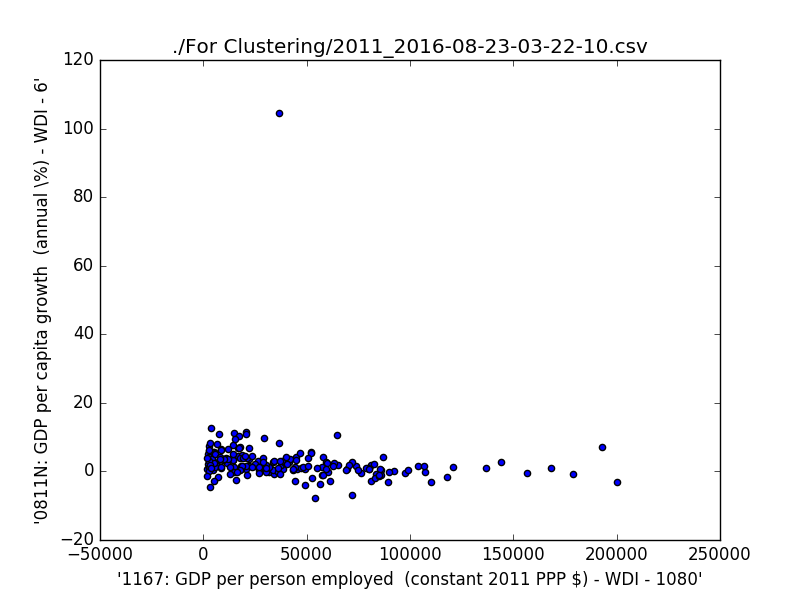 ./For Clustering/2011_2016-08-23-03-22-10.csv
120
100
80
60
40
20
0
−20
'0811N: GDP per capita growth (annual \%) - WDI - 6'
−50000 0 50000 100000 150000 200000 250000
'1167: GDP per person employed (constant 2011 PPP $) - WDI - 1080'